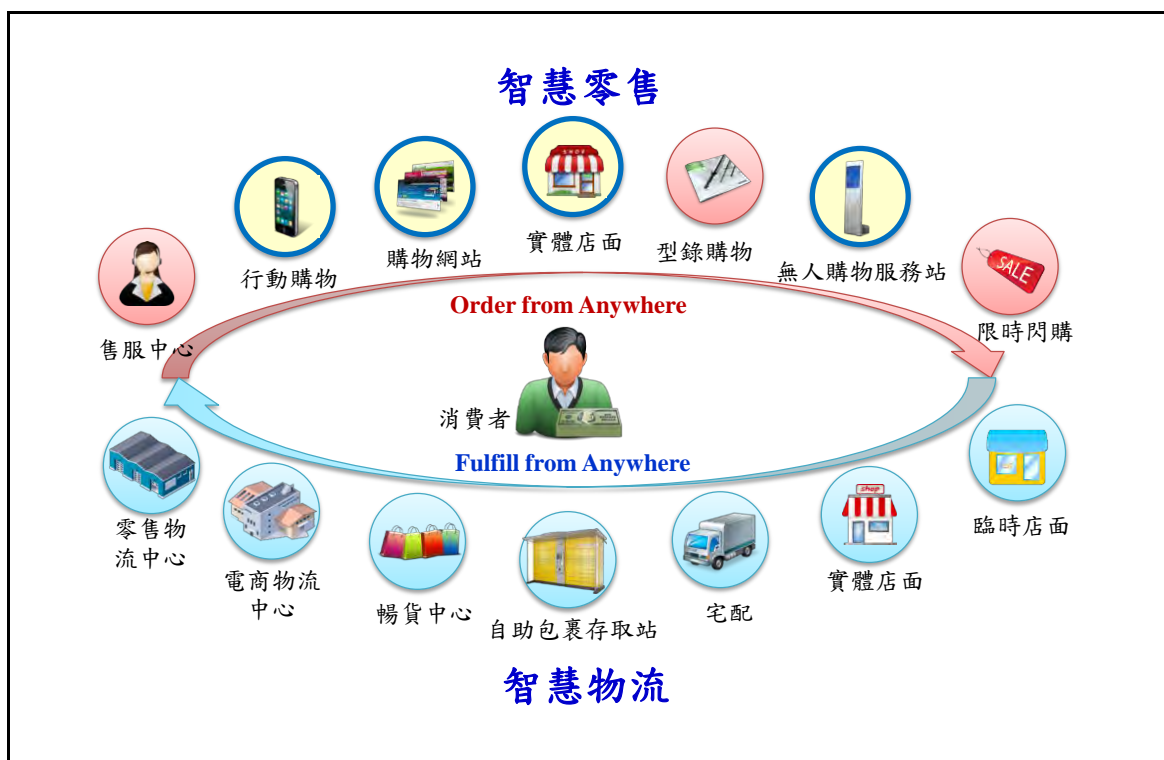 智慧零售
SHOP
行動購物
購物網站
實體店面
型錄購物
無人購物服務站
SALE
售服中心
限時閃購
Order from Anywhere
消費者
Fulfill from Anywhere
零售物
流中心
電商物流
中心
暢貨中心
自助包裹存取站
宅配
shop
實體店面
臨時店面
智慧物流